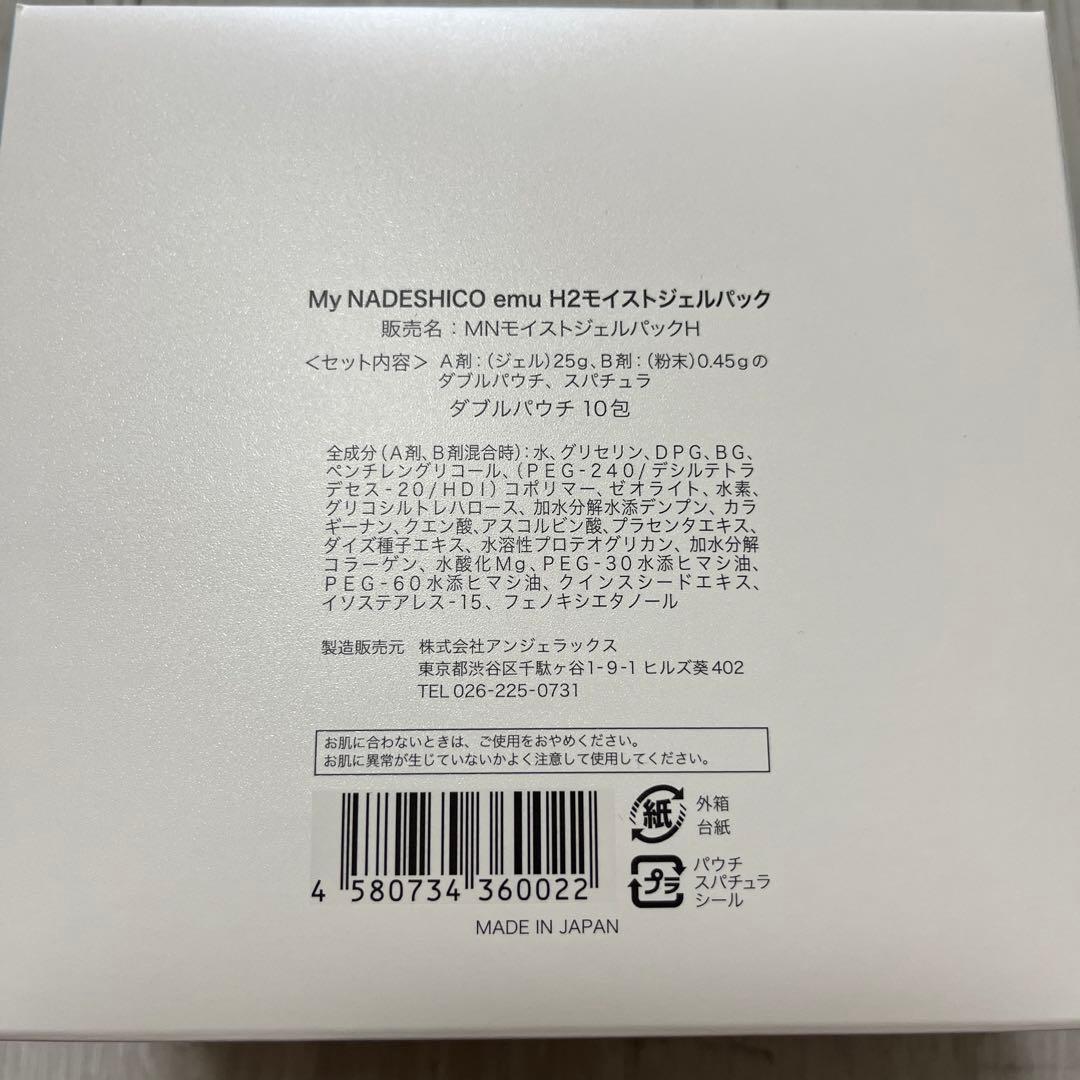 My NADESHICO emu H2モイストジェルパック
販売名：MNモイストジェルパックH
＜セット内容＞ A剤：（ジェル）25g、B剤：（粉末）0.45gの
ダブルパウチ、スパチュラ
ダブルパウチ 10包
全成分（A剤、B剤混合時）：水、グリセリン、DPG、BG、
ペンチレングリコール、（PEG-240/デシルテトラ
デセス-20/HDI）コポリマー、ゼオライト、水素、
グリコシルトレハロース、加水分解水添デンプン、カラ
ギーナン、クエン酸、アスコルビン酸、プラセンタエキス、
ダイズ種子エキス、水溶性プロテオグリカン、加水分解
コラーゲン、水酸化Mg、PEG-30水添ヒマシ油、
PEG-60水添ヒマシ油、クインスシードエキス、
イソステアレス-15、フェノキシエタノール
製造販売元 株式会社アンジェラックス
東京都渋谷区千駄ヶ谷1-9-1 ヒルズ葵402
TEL 026-225-0731
お肌に合わないときは、ご使用をおやめください。
お肌に異常が生じていないかよく注意して使用してください。
紙 外箱
台紙
プラ パウチ
スパチュラ
シール
4 580734 360022
MADE IN JAPAN